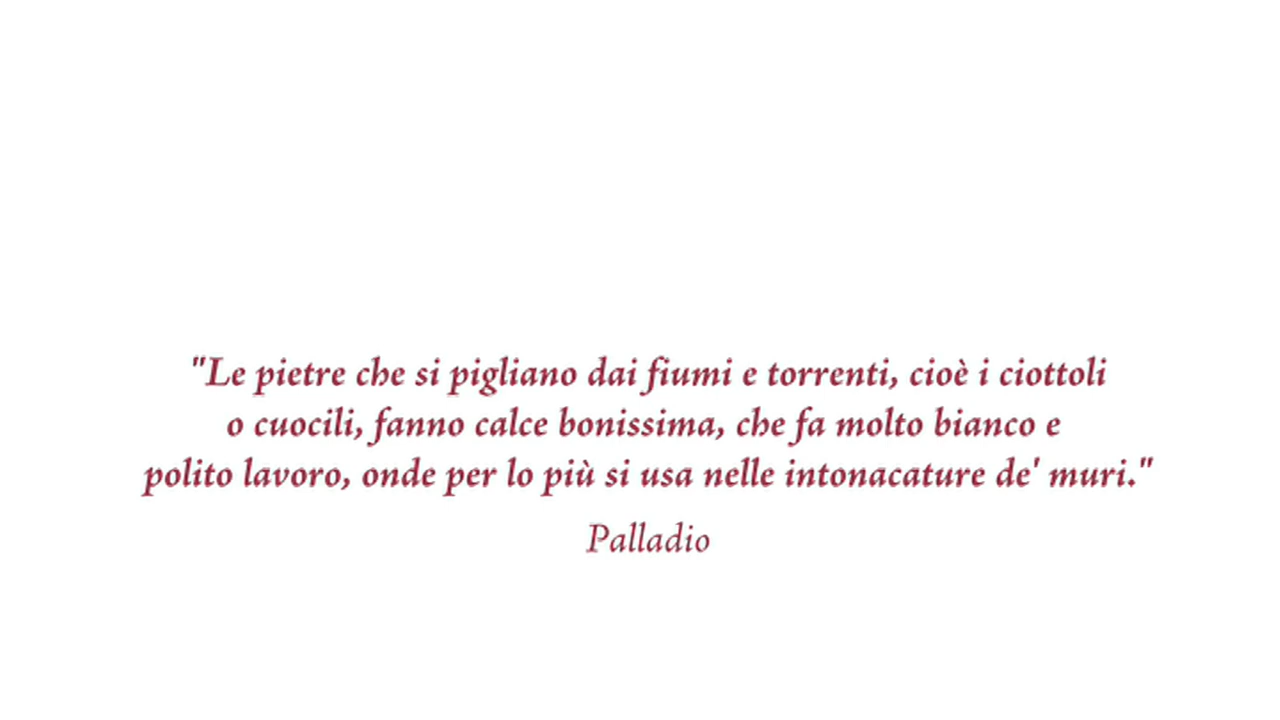 "Le pietre che si pigliano dai fiumi e torrenti, cioè i ciottoli
o cuocili, fanno calce bonissima, che fa molto bianco e
polito lavoro, onde per lo più si usa nelle intonacature de' muri."
Palladio